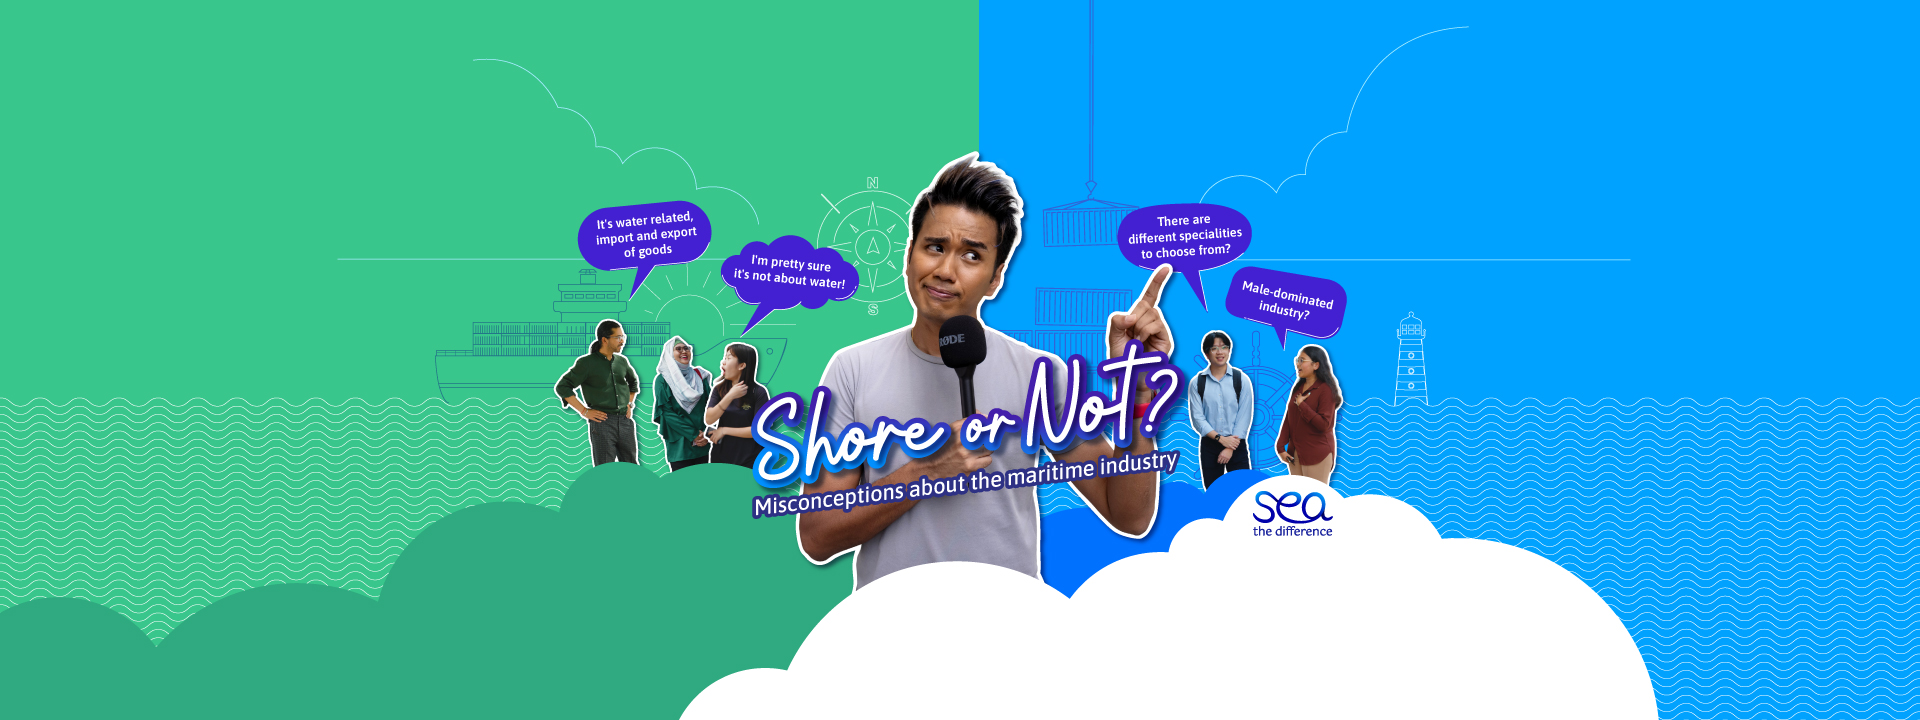 It's water related,
import and export
of goods
I'm pretty sure
it's not about water!
N
S
RØDE
There are
different specialities
to choose from?
Male-dominated
industry?
Shore or Not?
Misconceptions about the maritime industry
sea
the difference